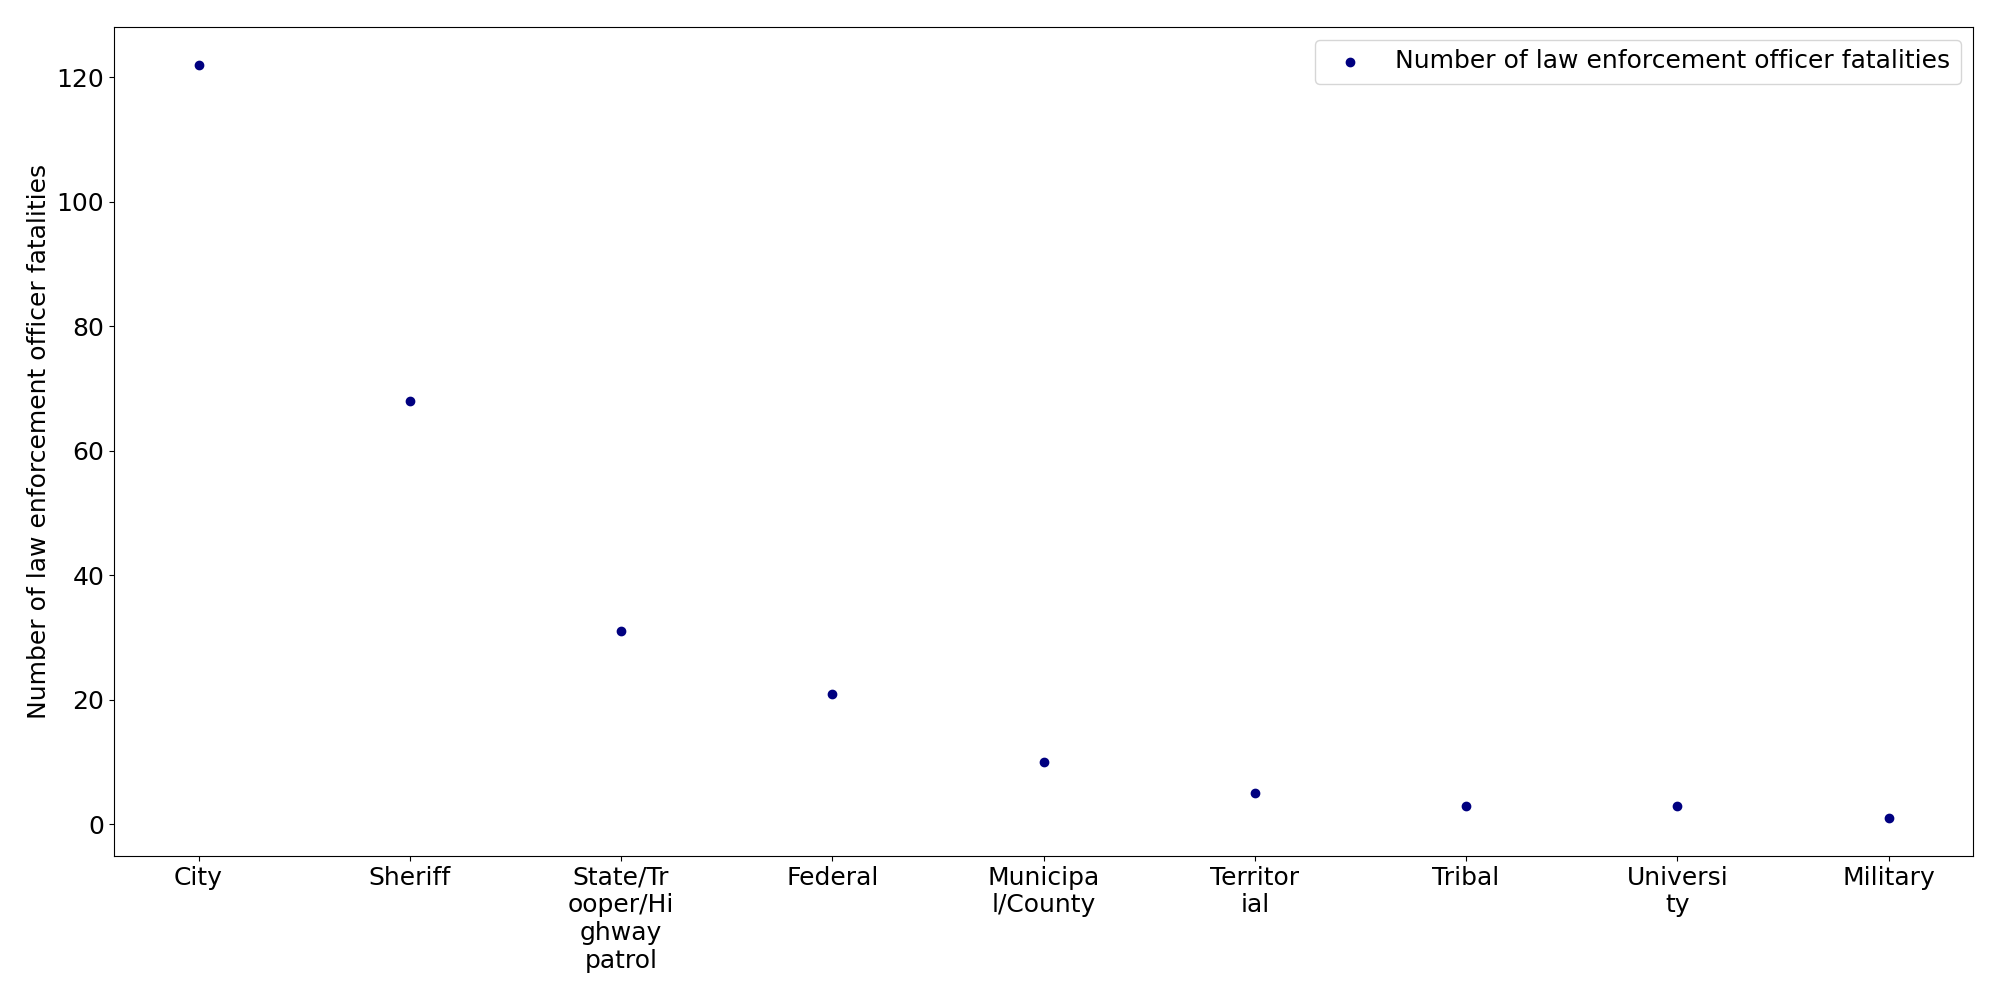 Number of law enforcement officer fatalities
Number of law enforcement officer fatalities
120
100
80
60
40
20
0
City
Sheriff
State/Tr
ooper/Hi
ghway
patrol
Federal
Municipa
l/County
Territor
ial
Tribal
Universi
ty
Military